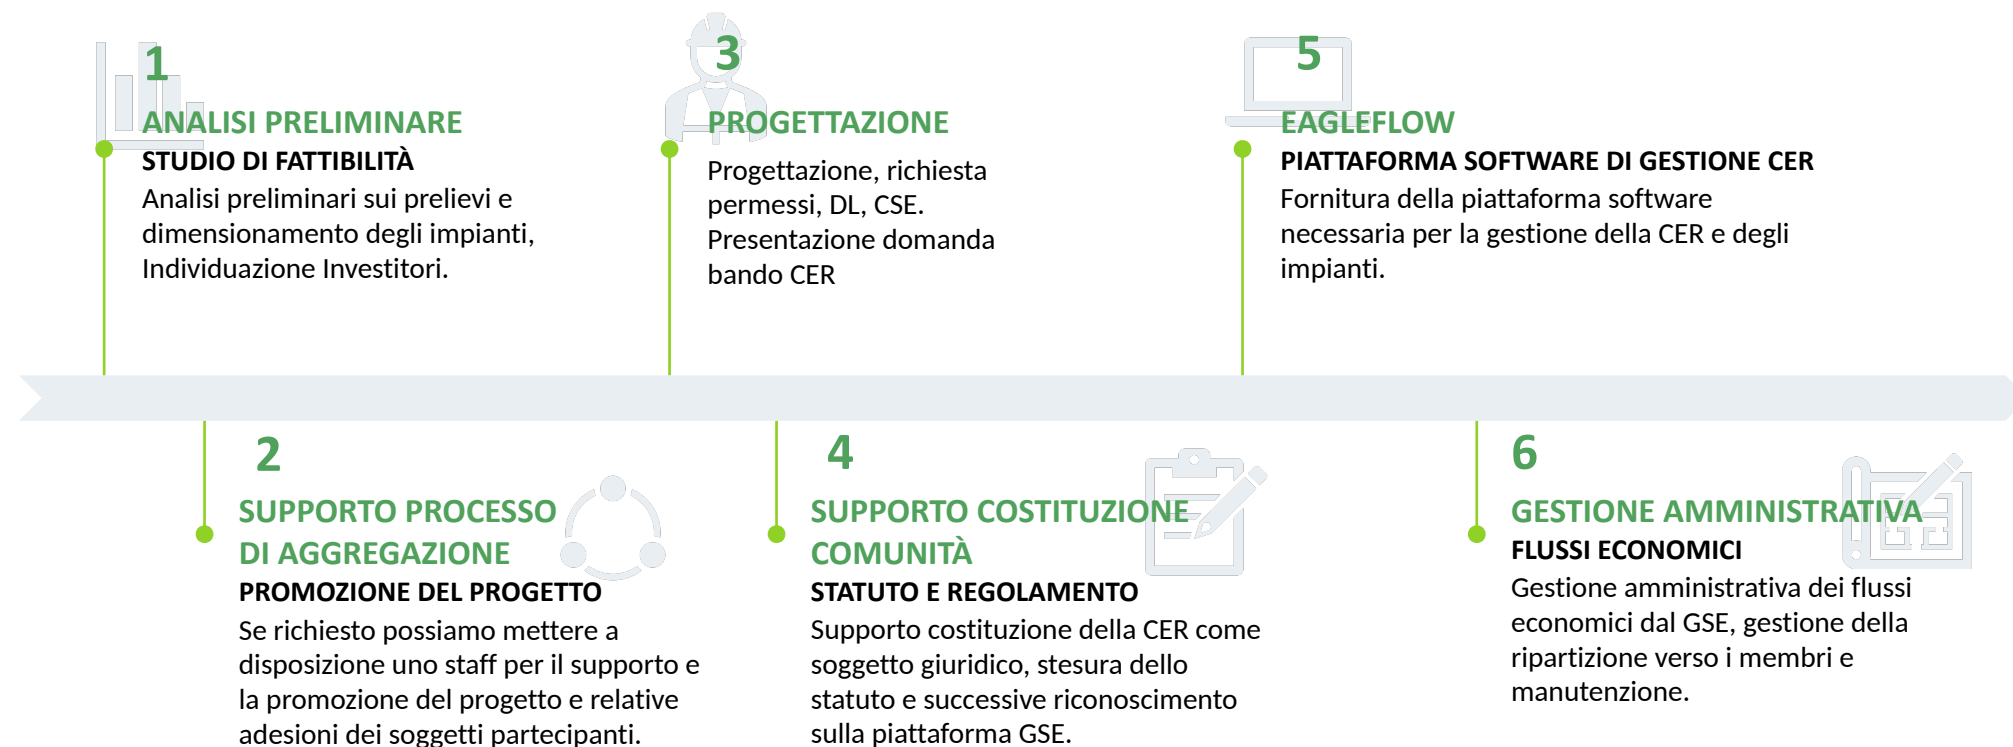 1
ANALISI PRELIMINARE
STUDIO DI FATTIBILITÀ
Analisi preliminari sui prelievi e
dimensionamento degli impianti,
Individuazione Investitori.
3
PROGETTAZIONE
Progettazione, richiesta
permessi, DL, CSE.
Presentazione domanda
bando CER
5
EAGLEFLOW
PIATTAFORMA SOFTWARE DI GESTIONE CER
Fornitura della piattaforma software
necessaria per la gestione della CER e degli
impianti.
2
SUPPORTO PROCESSO
DI AGGREGAZIONE
PROMOZIONE DEL PROGETTO
Se richiesto possiamo mettere a
disposizione uno staff per il supporto e
la promozione del progetto e relative
adesioni dei soggetti partecipanti.
4
SUPPORTO COSTITUZIONE
COMUNITÀ
STATUTO E REGOLAMENTO
Supporto costituzione della CER come
soggetto giuridico, stesura dello
statuto e successive riconoscimento
sulla piattaforma GSE.
6
GESTIONE AMMINISTRATIVA
FLUSSI ECONOMICI
Gestione amministrativa dei flussi
economici dal GSE, gestione della
ripartizione verso i membri e
manutenzione.